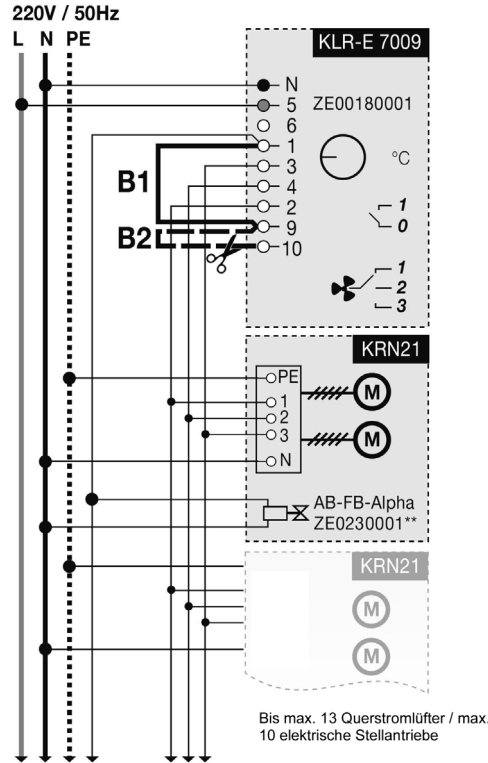 220V / 50Hz
L N PE
KLR-E 7009
N
5 ZE00180001
6
1
3
4
2
9
10
°C
B1
B2
1
0
1
2
3
KRN21
PE
1
2
3
N
M
M
AB-FB-Alpha
ZE0230001**
KRN21
M
M
Bis max. 13 Querstromlüfter / max.
10 elektrische Stellantriebe